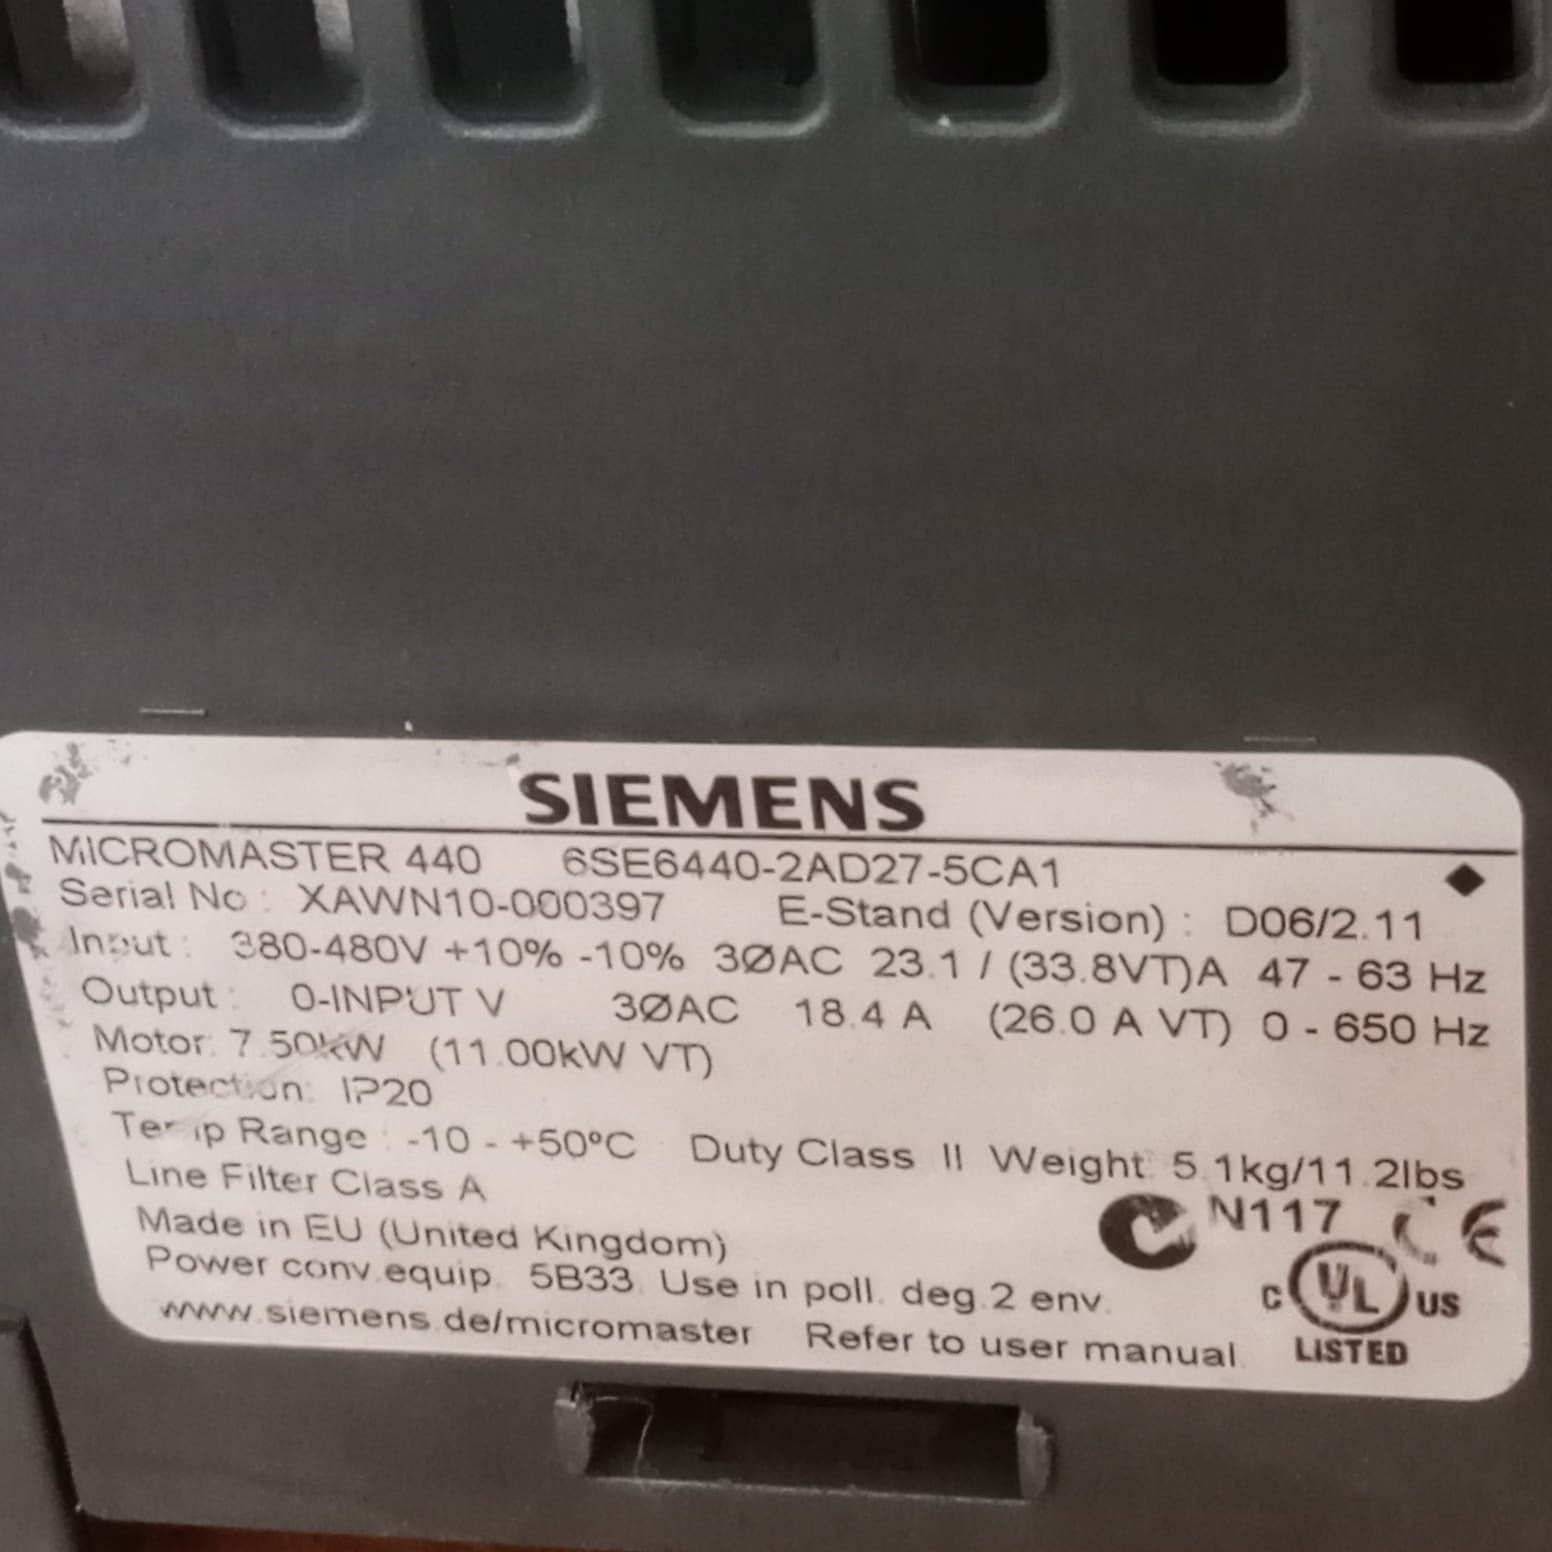 SIEMENS
MICROMASTER 440 6SE6440-2AD27-5CA1
Serial No : XAWN10-000397 E-Stand (Version) : D06/2.11
Input : 380-480V +10% -10% 3ØAC 23.1 / (33.8VT)A 47 - 63 Hz
Output : 0-INPUT V 3ØAC 18.4 A (26.0 A VT) 0 - 650 Hz
Motor: 7.50kW (11.00kW VT)
Protection: IP20
Temp Range : -10 - +50°C Duty Class II Weight: 5.1kg/11.2lbs
Line Filter Class A
Made in EU (United Kingdom) N117 CE
Power conv.equip. 5B33. Use in poll. deg.2 env.
C UL US
www.siemens.de/micromaster Refer to user manual.
LISTED